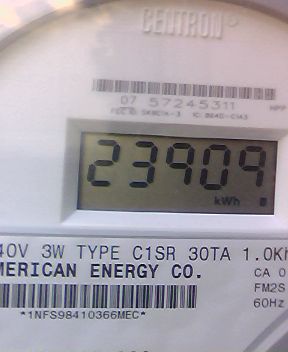 CENTRON®
07 57245311
23909
kWh
40V 3W TYPE C1SR 30TA 1.0Kh
MERICAN ENERGY CO.
CA 0
FM2S
60Hz
*1NFS98410366MEC*